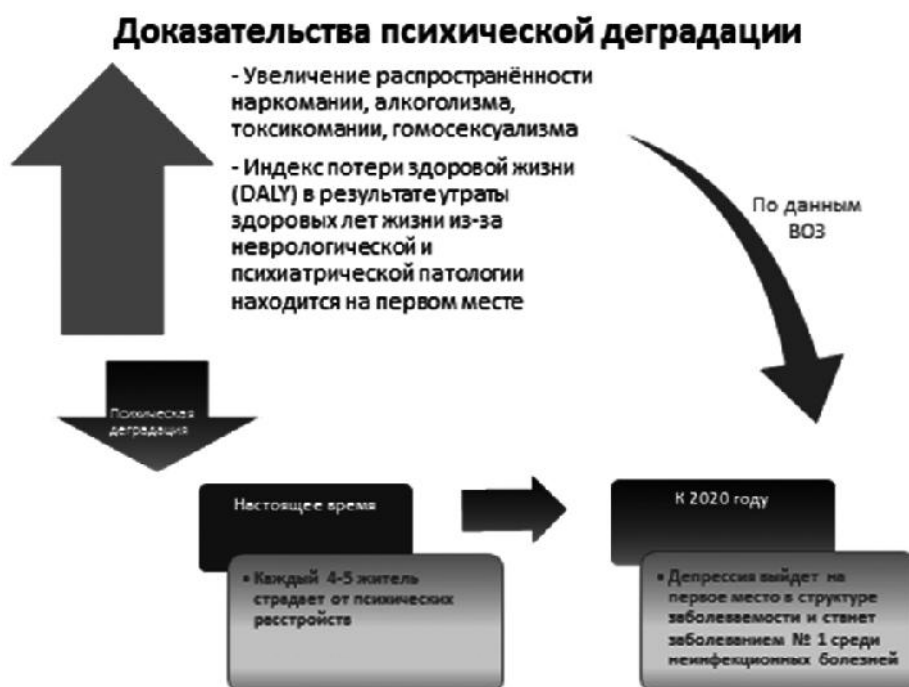 Доказательства психической деградации
- Увеличение распространённости
наркомании, алкоголизма,
токсикомании, гомосексуализма
- Индекс потери здоровой жизни
(DALY) в результате утраты
здоровых лет жизни из-за
неврологической и
психиатрической патологии
находится на первом месте
По данным
ВОЗ
Психическая
деградация
Настоящее время
• Каждый 4-5 житель
страдает от психических
расстройств
К 2020 году
• Депрессия выйдет на
первое место в структуре
заболеваемости и станет
заболеванием № 1 среди
неинфекционных болезней